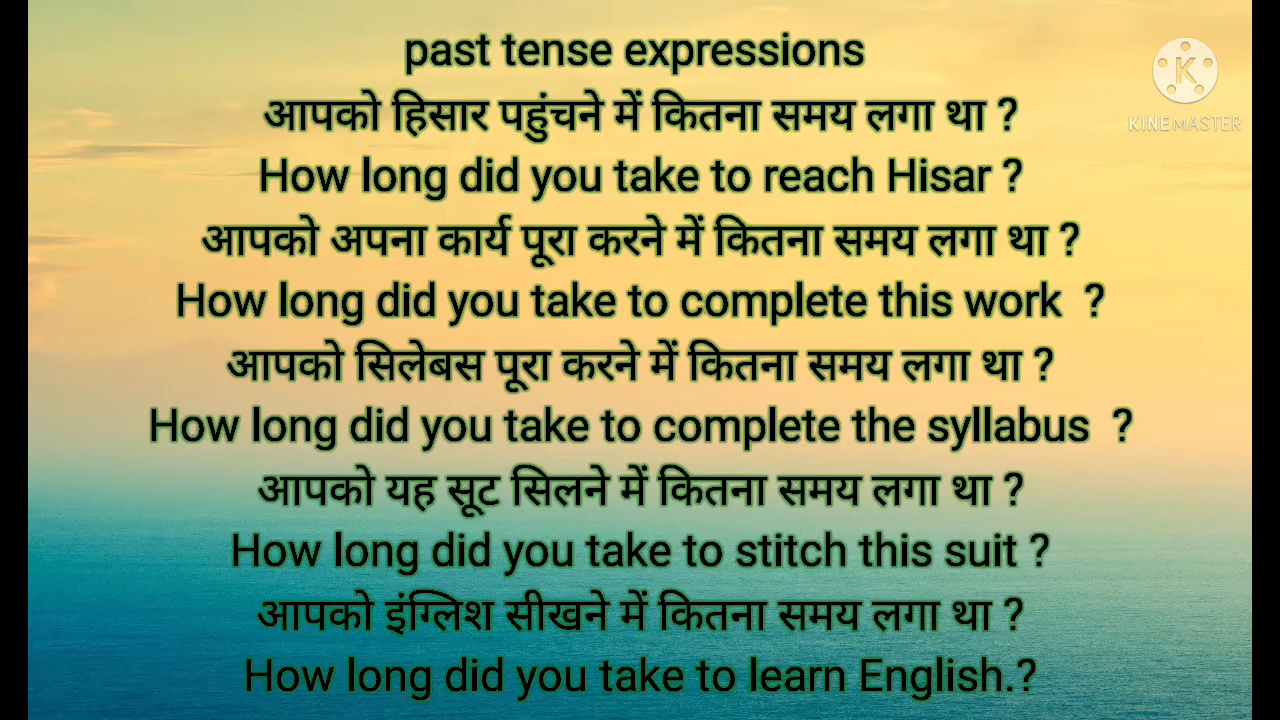 past tense expressions
आपको हिसार पहुंचने में कितना समय लगा था ?
How long did you take to reach Hisar ?
आपको अपना कार्य पूरा करने में कितना समय लगा था ?
How long did you take to complete this work  ?
आपको सिलेबस पूरा करने में कितना समय लगा था ?
How long did you take to complete the syllabus  ?
आपको यह सूट सिलने में कितना समय लगा था ?
How long did you take to stitch this suit ?
आपको इंग्लिश सीखने में कितना समय लगा था ?
How long did you take to learn English.?
K
KINEMASTER